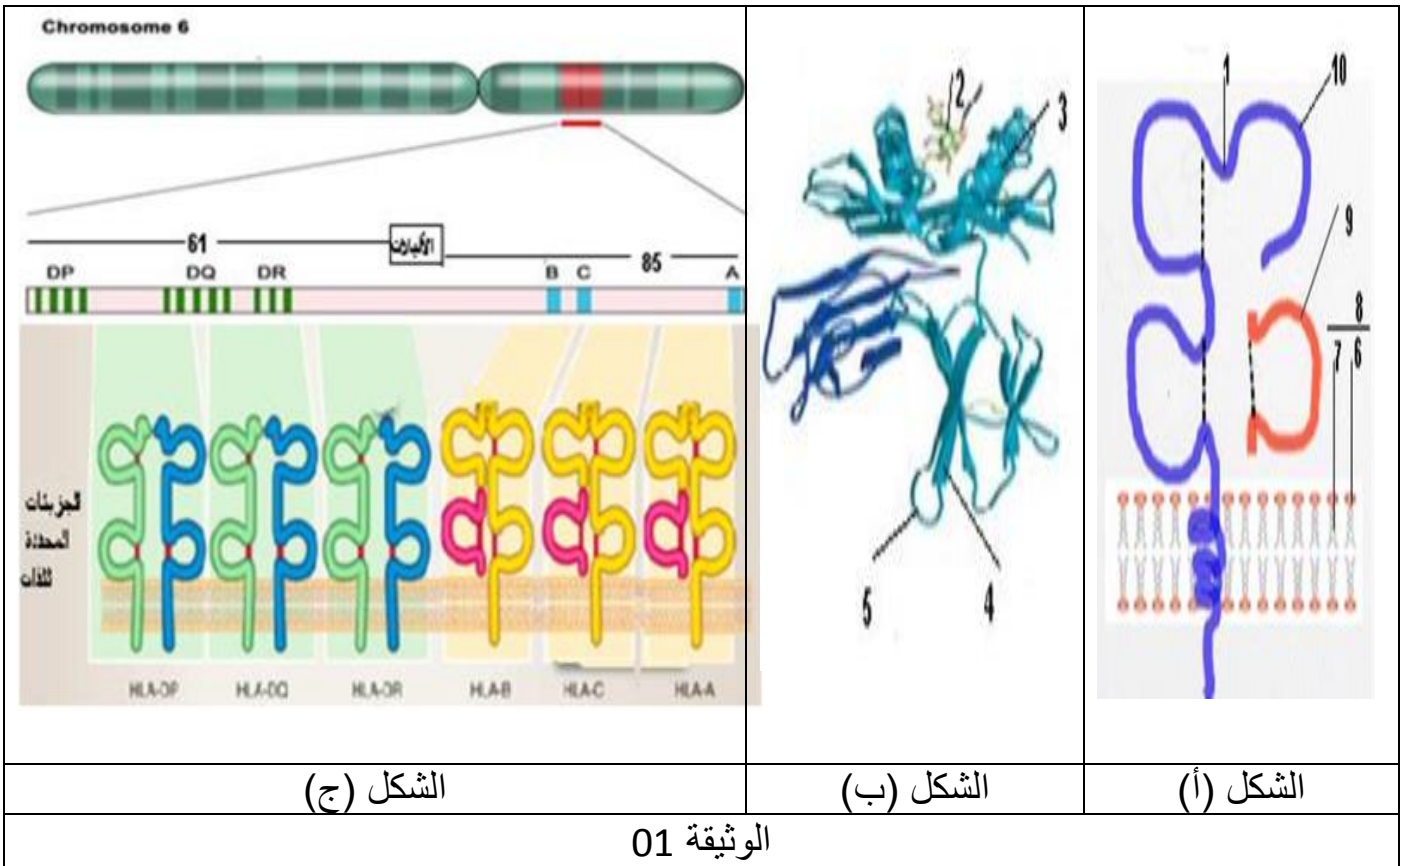 Chromosome 6
61
الأليلات
85
DP DQ DR B C A
الجزيئات
المحددة
للذات
HLA-DP HLA-DQ HLA-DR HLA-B HLA-C HLA-A
2
3
5
4
1
10
9
8
7 6
الشكل (أ)
الشكل (ب)
الشكل (ج)
الوثيقة 01